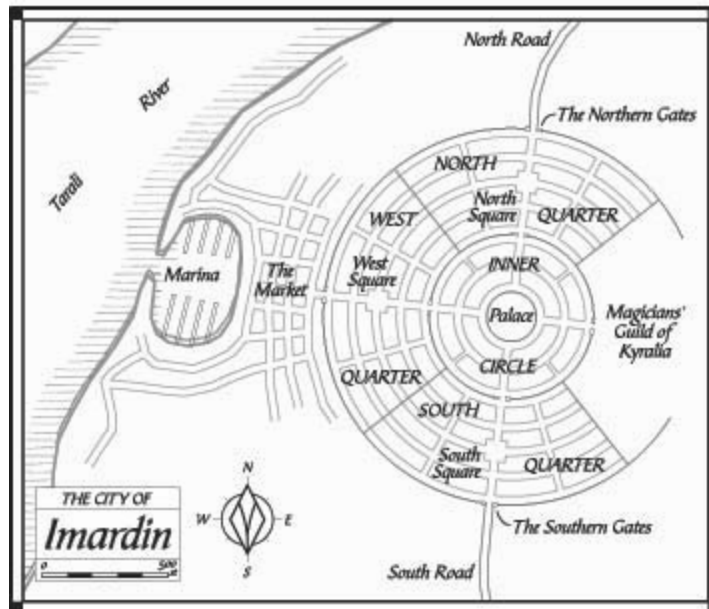 North Road
The Northern Gates
River
Tarali
NORTH
North
Square
QUARTER
WEST
West
Square
QUARTER
Marina
The
Market
INNER
Palace
CIRCLE
Magicians'
Guild of
Kyralia
SOUTH
South
Square
QUARTER
The Southern Gates
South Road
N
W
E
S
THE CITY OF
Imardin
0
500